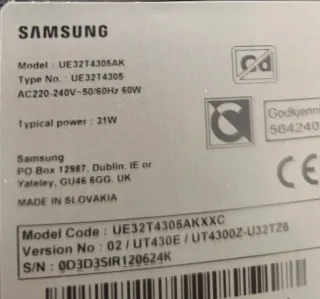 SAMSUNG
Model : UE32T4305AK
Type No. : UE32T4305
AC220-240V~50/60Hz 60W
Pb
Typical power : 31W
Godkjenn
564240
Samsung
PO Box 12987, Dublin. IE or
Yateley, GU46 6GG. UK
CE
MADE IN SLOVAKIA
Model Code : UE32T4305AKXXC
Version No : 02 / UT430E / UT4300Z-U32TZ6
S/N : 0D3D3SIR120624K